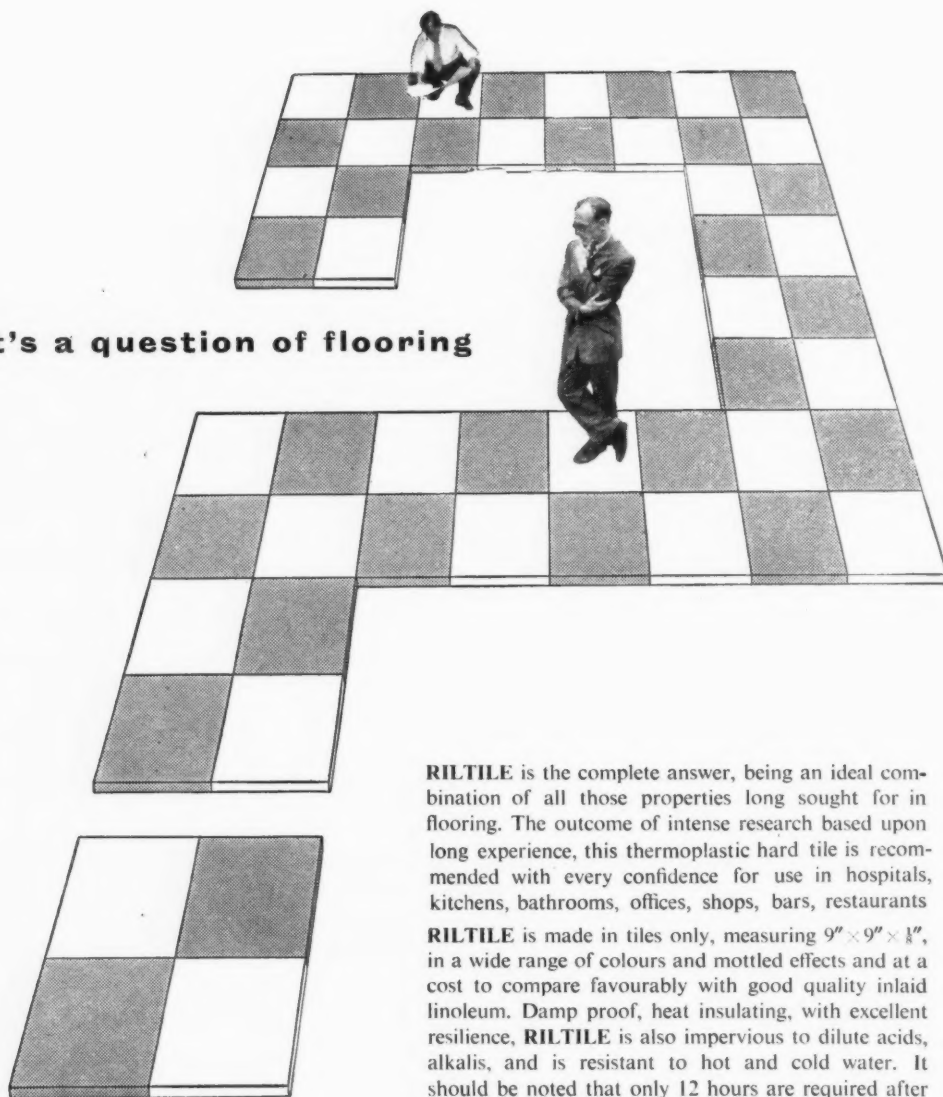 t's a question of flooring
RILTILE is the complete answer, being an ideal com-
bination of all those properties long sought for in
flooring. The outcome of intense research based upon
long experience, this thermoplastic hard tile is recom-
mended with every confidence for use in hospitals,
kitchens, bathrooms, offices, shops, bars, restaurants
RILTILE is made in tiles only, measuring 9″ × 9″ × ⅛″,
in a wide range of colours and mottled effects and at a
cost to compare favourably with good quality inlaid
linoleum. Damp proof, heat insulating, with excellent
resilience, RILTILE is also impervious to dilute acids,
alkalis, and is resistant to hot and cold water. It
should be noted that only 12 hours are required after